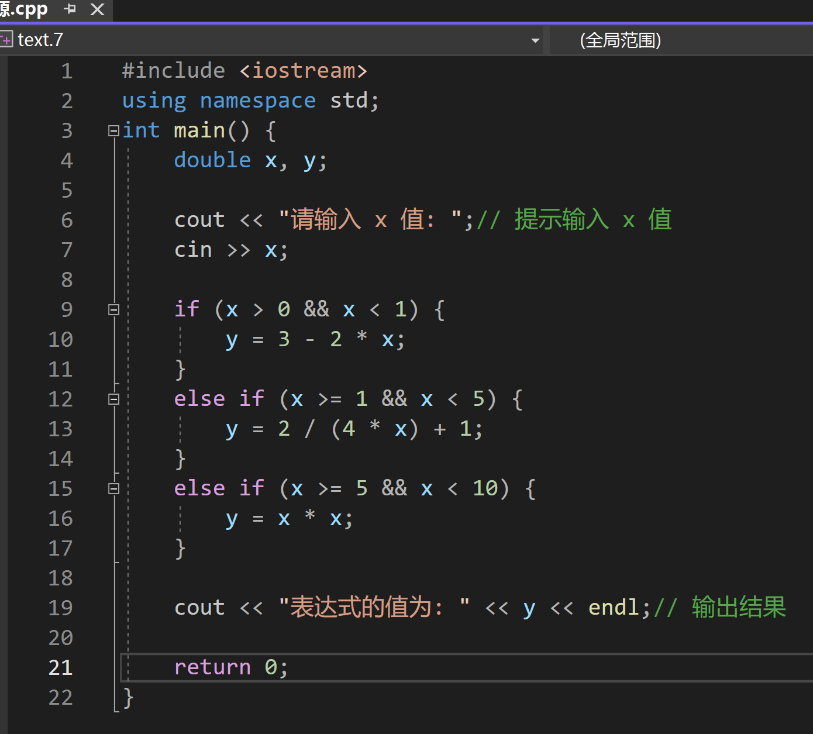 源.cpp
text.7
(全局范围)
1 #include <iostream>
2 using namespace std;
3 int main() {
4 double x, y;
5
6 cout << "请输入 x 值: ";// 提示输入 x 值
7 cin >> x;
8
9 if (x > 0 && x < 1) {
10 y = 3 - 2 * x;
11 }
12 else if (x >= 1 && x < 5) {
13 y = 2 / (4 * x) + 1;
14 }
15 else if (x >= 5 && x < 10) {
16 y = x * x;
17 }
18
19 cout << "表达式的值为: " << y << endl;// 输出结果
20
21 return 0;
22 }